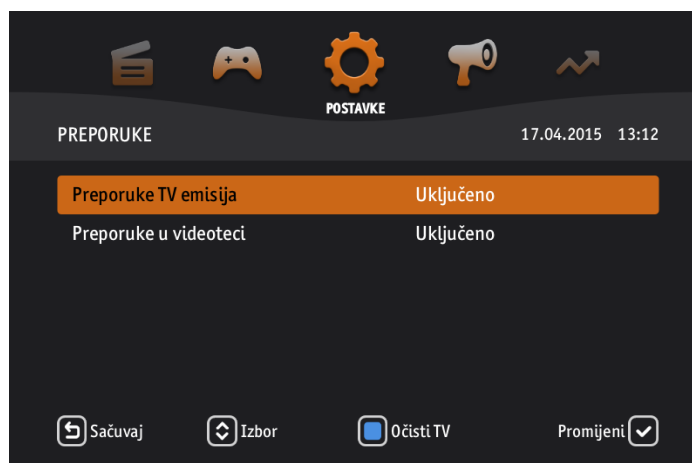 POSTAVKE
PREPORUKE 17.04.2015 13:12
Preporuke TV emisija Uključeno
Preporuke u videoteci Uključeno
Sačuvaj Izbor Očisti TV Promijeni